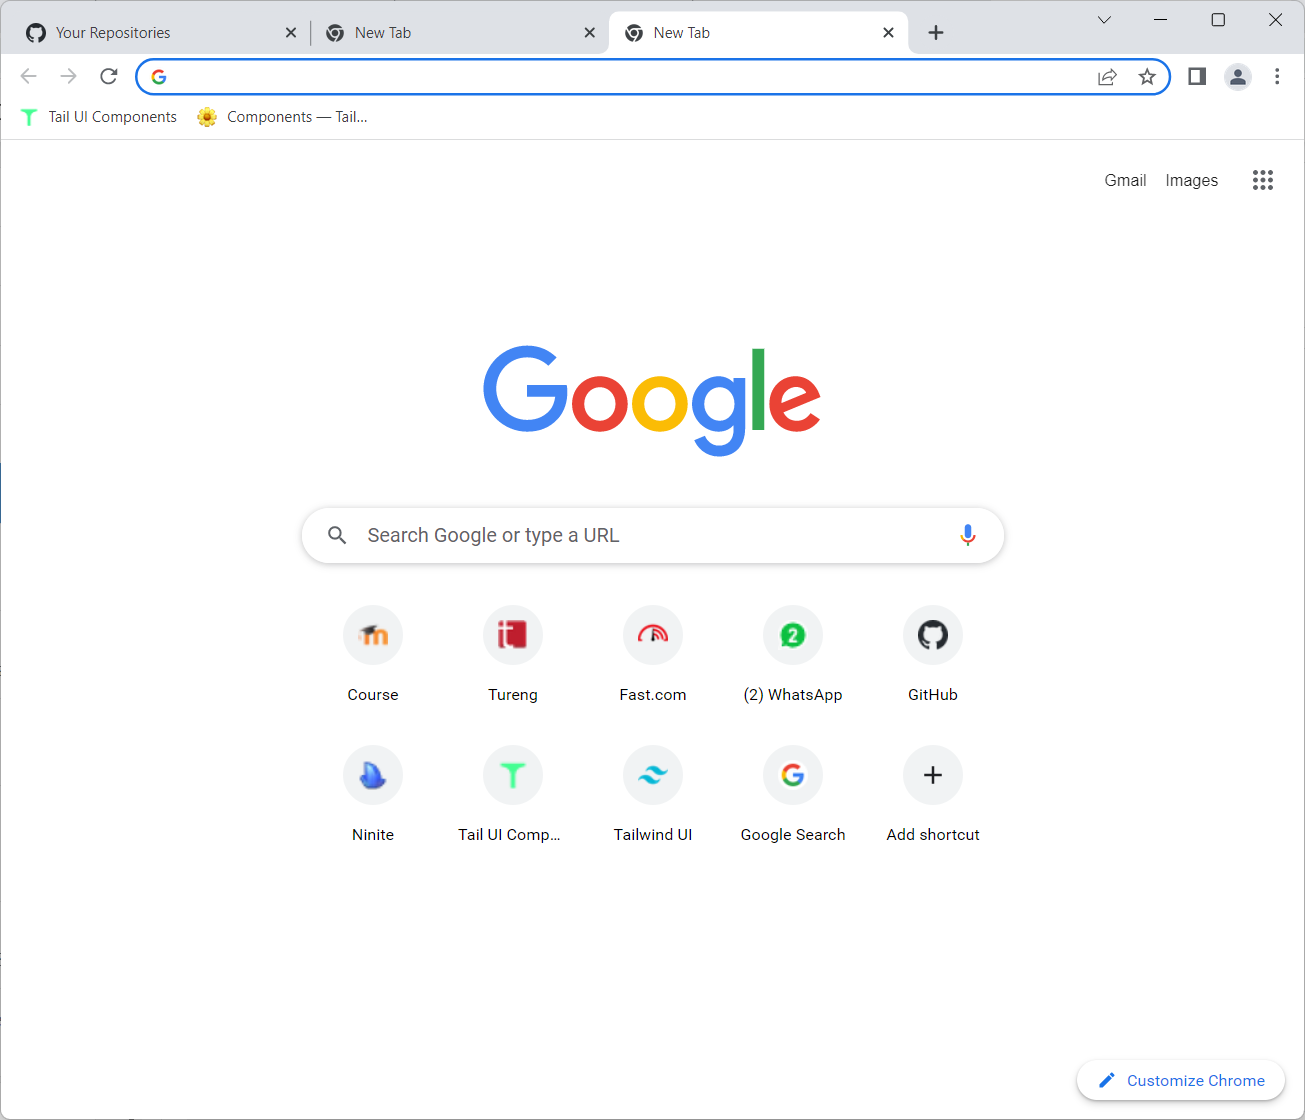 Your Repositories
New Tab
New Tab
Tail UI Components
Components — Tail...
Gmail
Images
Google
Search Google or type a URL
2
Course
Tureng
Fast.com
(2) WhatsApp
GitHub
Ninite
Tail UI Comp...
Tailwind UI
Google Search
Add shortcut
Customize Chrome